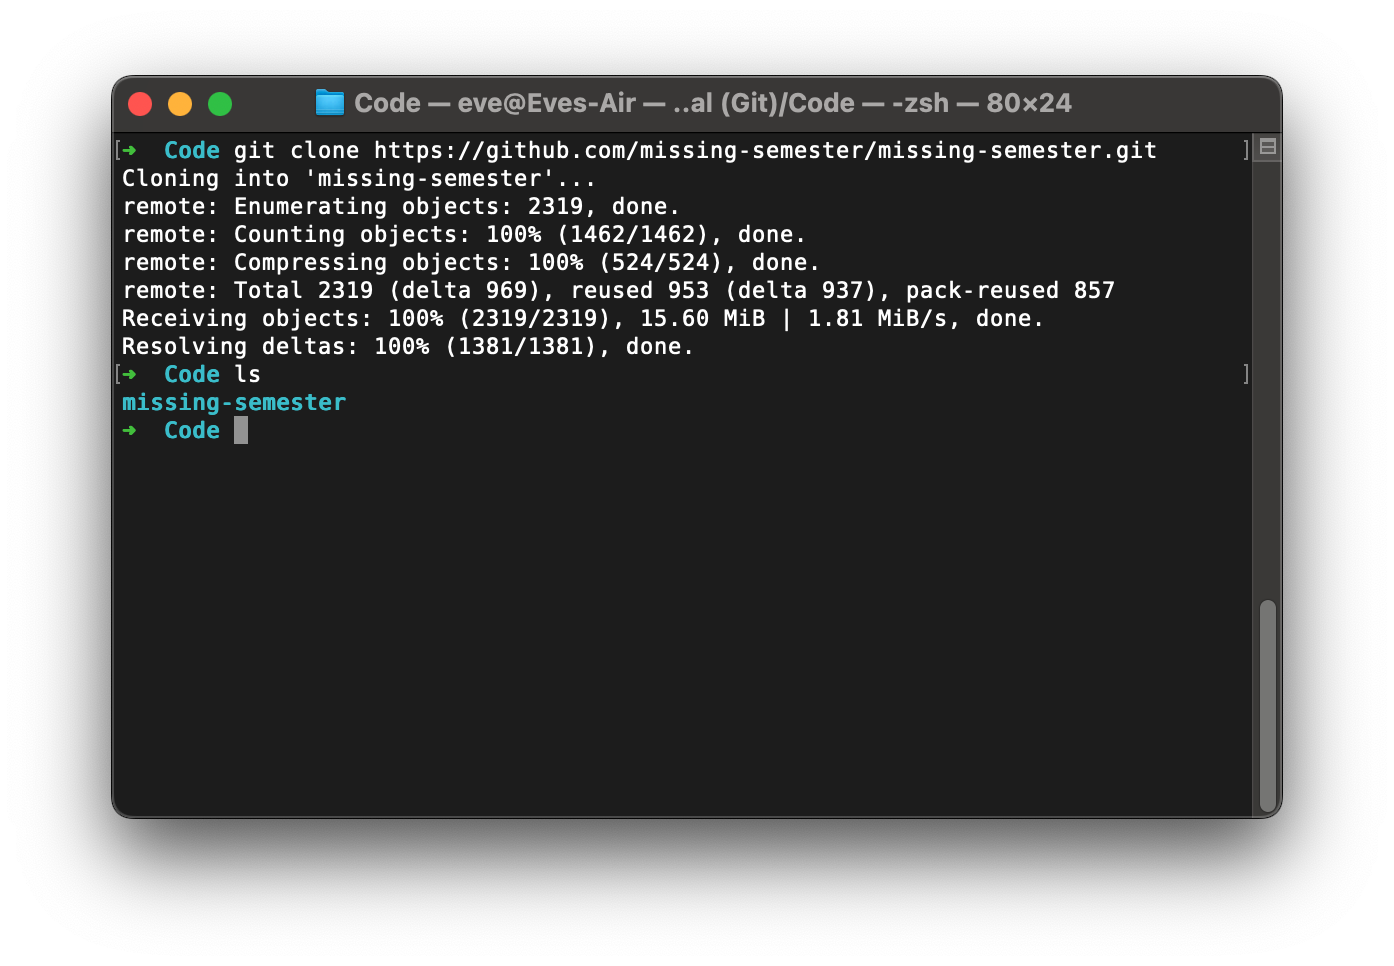 Code — eve@Eves-Air — ..al (Git)/Code — -zsh — 80×24
[➜  Code git clone https://github.com/missing-semester/missing-semester.git ]
Cloning into 'missing-semester'...
remote: Enumerating objects: 2319, done.
remote: Counting objects: 100% (1462/1462), done.
remote: Compressing objects: 100% (524/524), done.
remote: Total 2319 (delta 969), reused 953 (delta 937), pack-reused 857
Receiving objects: 100% (2319/2319), 15.60 MiB | 1.81 MiB/s, done.
Resolving deltas: 100% (1381/1381), done.
[➜  Code ls ]
missing-semester
➜  Code